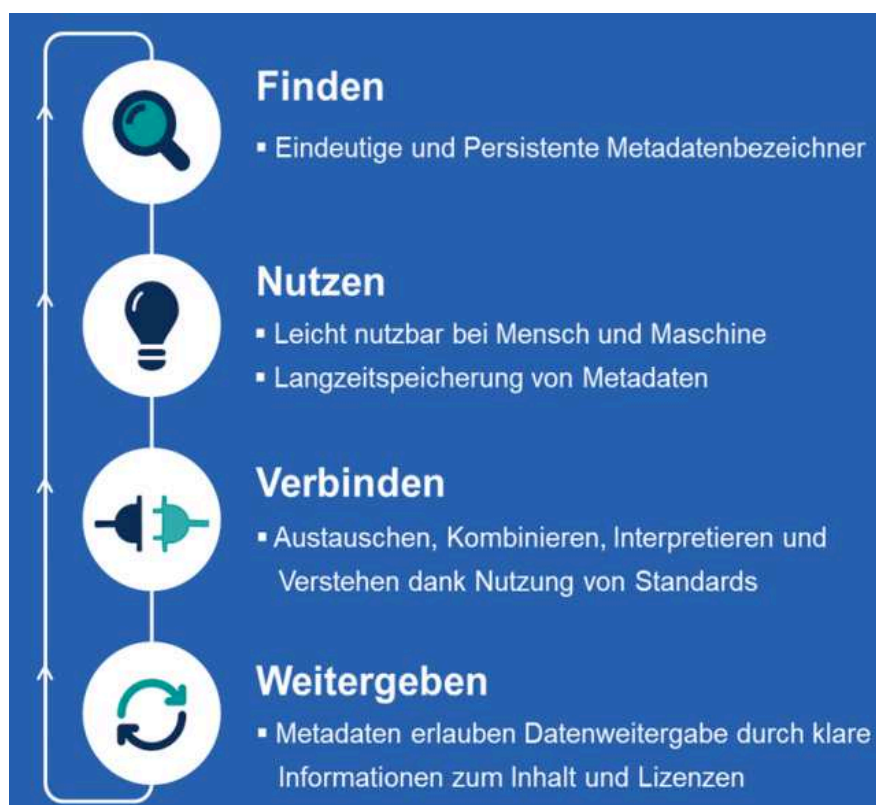 Finden
▪ Eindeutige und Persistente Metadatenbezeichner
Nutzen
▪ Leicht nutzbar bei Mensch und Maschine
▪ Langzeitspeicherung von Metadaten
Verbinden
▪ Austauschen, Kombinieren, Interpretieren und
Verstehen dank Nutzung von Standards
Weitergeben
▪ Metadaten erlauben Datenweitergabe durch klare
Informationen zum Inhalt und Lizenzen